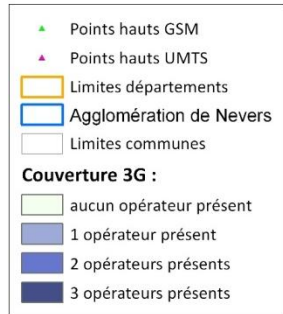 Points hauts GSM
Points hauts UMTS
Limites départements
Agglomération de Nevers
Limites communes
Couverture 3G :
aucun opérateur présent
1 opérateur présent
2 opérateurs présents
3 opérateurs présents